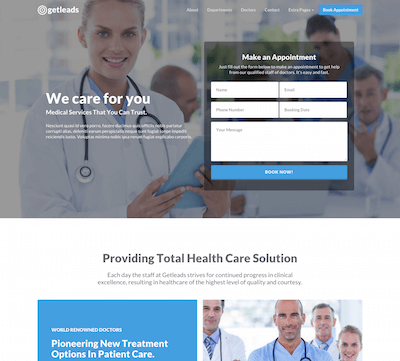 getleads
About
Departments
Doctors
Contact
Extra Pages
Book Appointment
We care for you
Medical Services That You Can Trust.
Make an Appointment
Just fill out the form below to make an appointment to get help
from our qualified staff of doctors. It's easy and fast.
Name
Email
Phone Number
Booking Date
Your Message
BOOK NOW!
Providing Total Health Care Solution
Each day the staff at Getleads strives for continued progress in clinical
excellence, resulting in healthcare of the highest level of quality and courtesy.
WORLD RENOWNED DOCTORS
Pioneering New Treatment
Options In Patient Care.